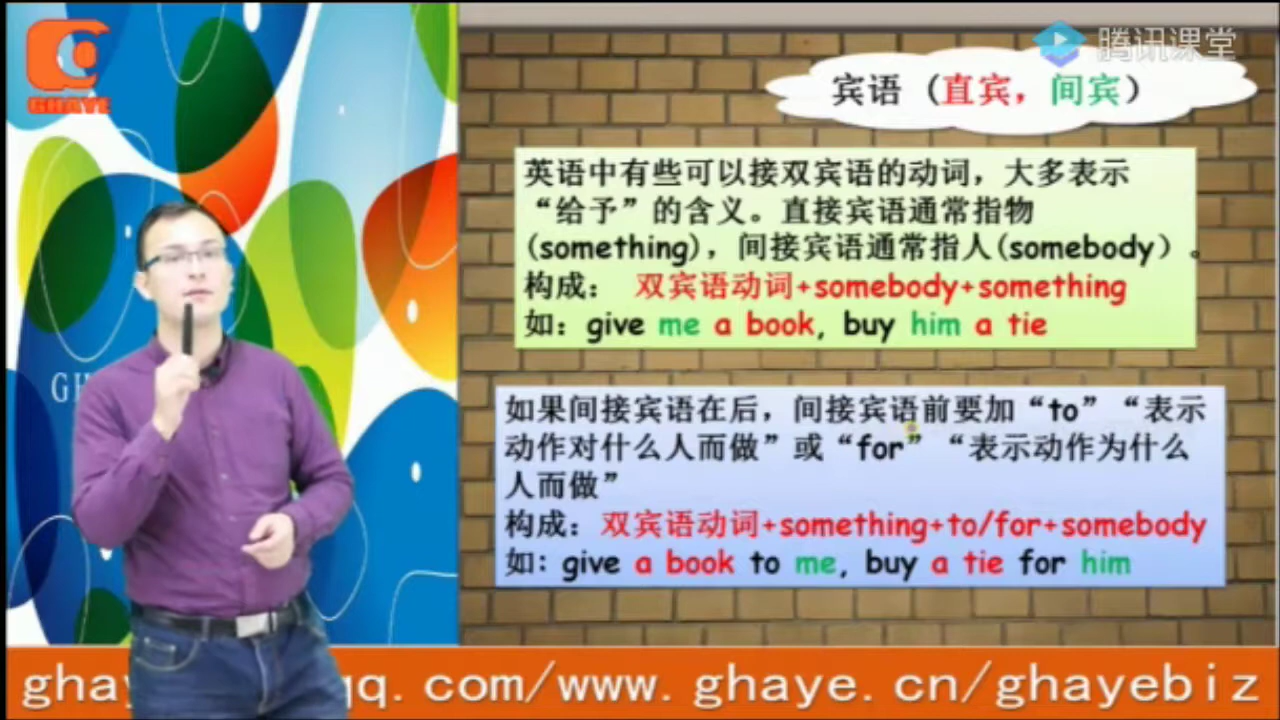 GHAYE
腾讯课堂
宾语（直宾，间宾）
英语中有些可以接双宾语的动词，大多表示
“给予”的含义。直接宾语通常指物
(something)，间接宾语通常指人(somebody）。
构成： 双宾语动词+somebody+something
如：give me a book, buy him a tie
如果间接宾语在后，间接宾语前要加“to”“表示
动作对什么人而做”或“for”“表示动作为什么
人而做”
构成：双宾语动词+something+to/for+somebody
如：give a book to me, buy a tie for him
GH
ghay qq.com/www.ghaye.cn/ghayebiz